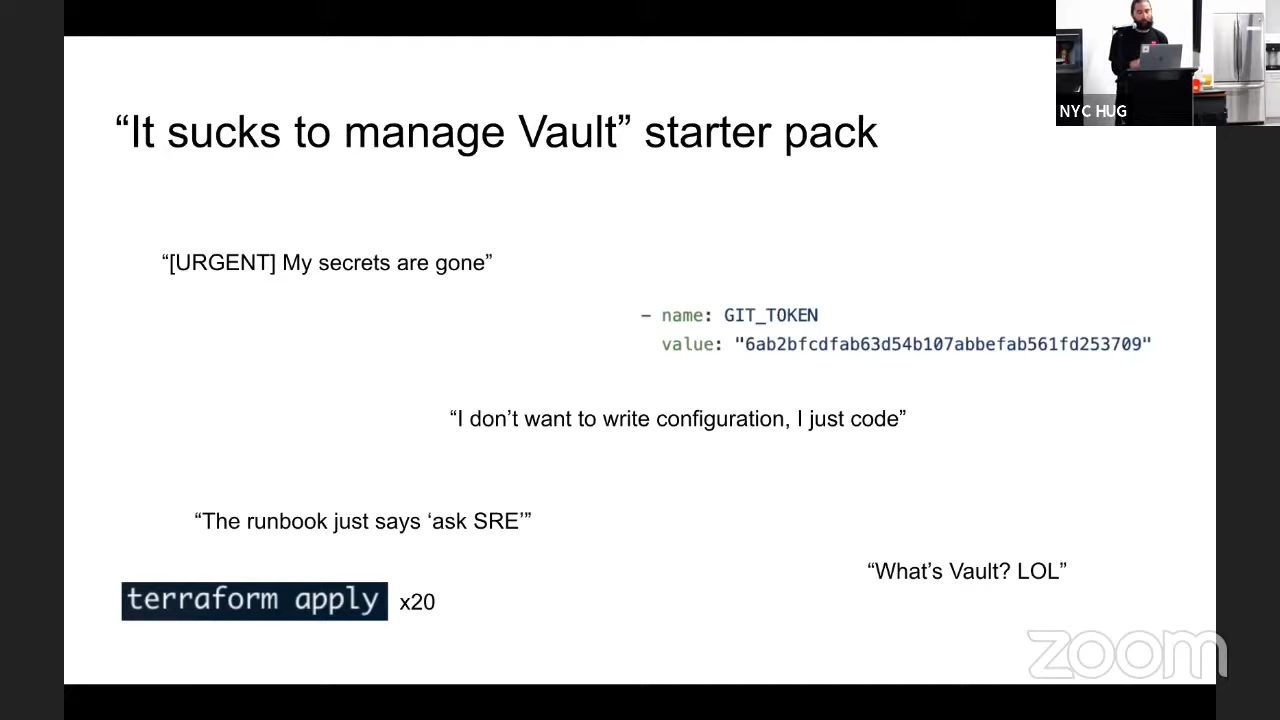 NYC HUG
“It sucks to manage Vault” starter pack
“[URGENT] My secrets are gone”
- name: GIT_TOKEN
value: "6ab2bfcdfab63d54b107abbefab561fd253709"
“I don’t want to write configuration, I just code”
“The runbook just says ‘ask SRE’”
“What’s Vault? LOL”
terraform apply x20
zoom